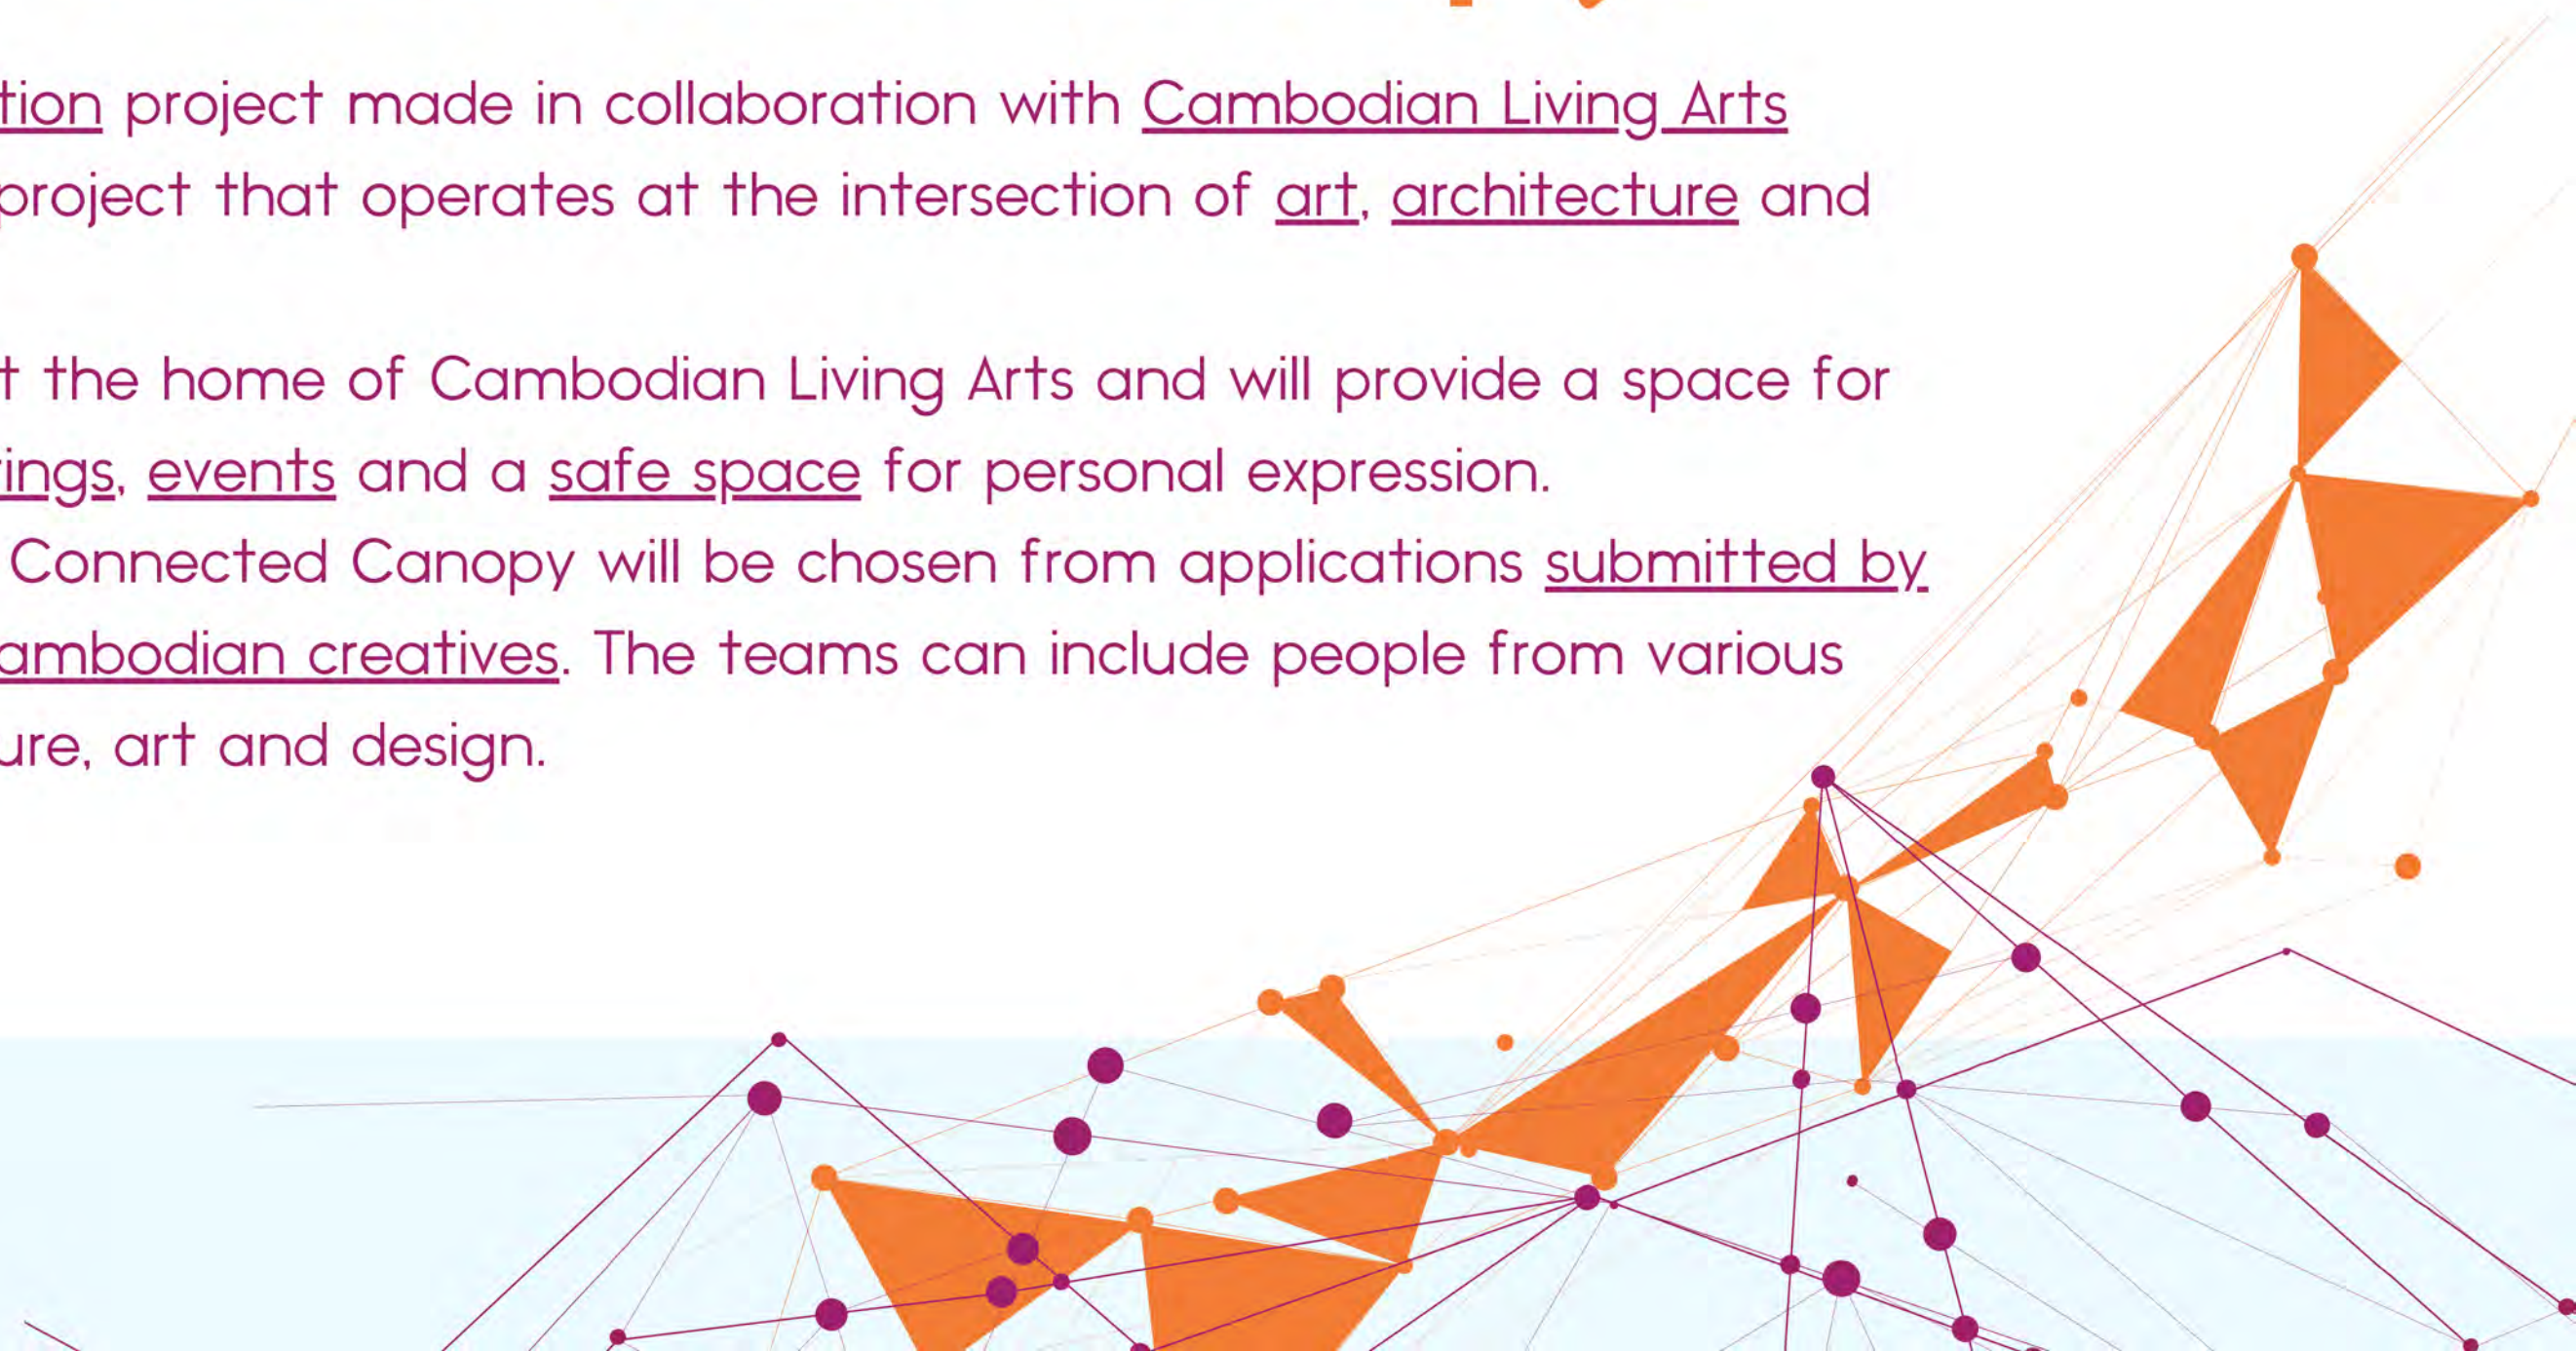 tion project made in collaboration with Cambodian Living Arts
project that operates at the intersection of art, architecture and
t the home of Cambodian Living Arts and will provide a space for
ings, events and a safe space for personal expression.
Connected Canopy will be chosen from applications submitted by
ambodian creatives. The teams can include people from various
ure, art and design.